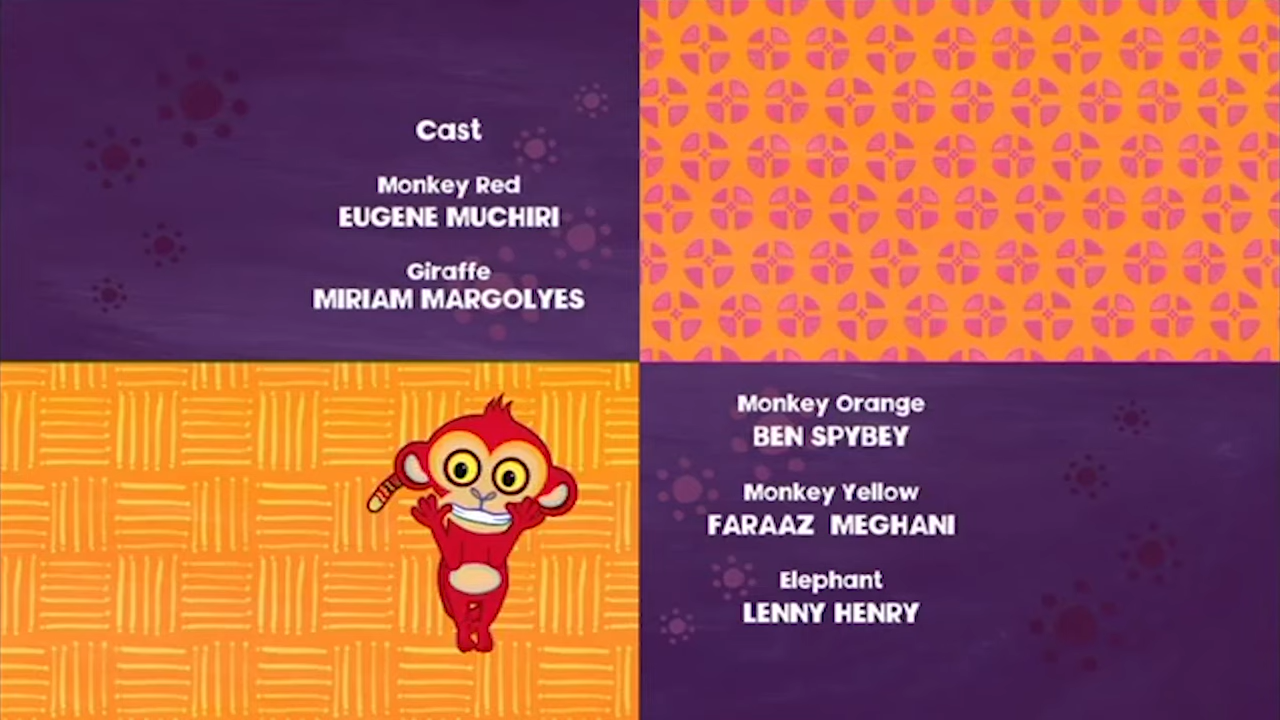 Cast
Monkey Red
EUGENE MUCHIRI
Giraffe
MIRIAM MARGOLYES
Monkey Orange
BEN SPYBEY
Monkey Yellow
FARAAZ MEGHANI
Elephant
LENNY HENRY